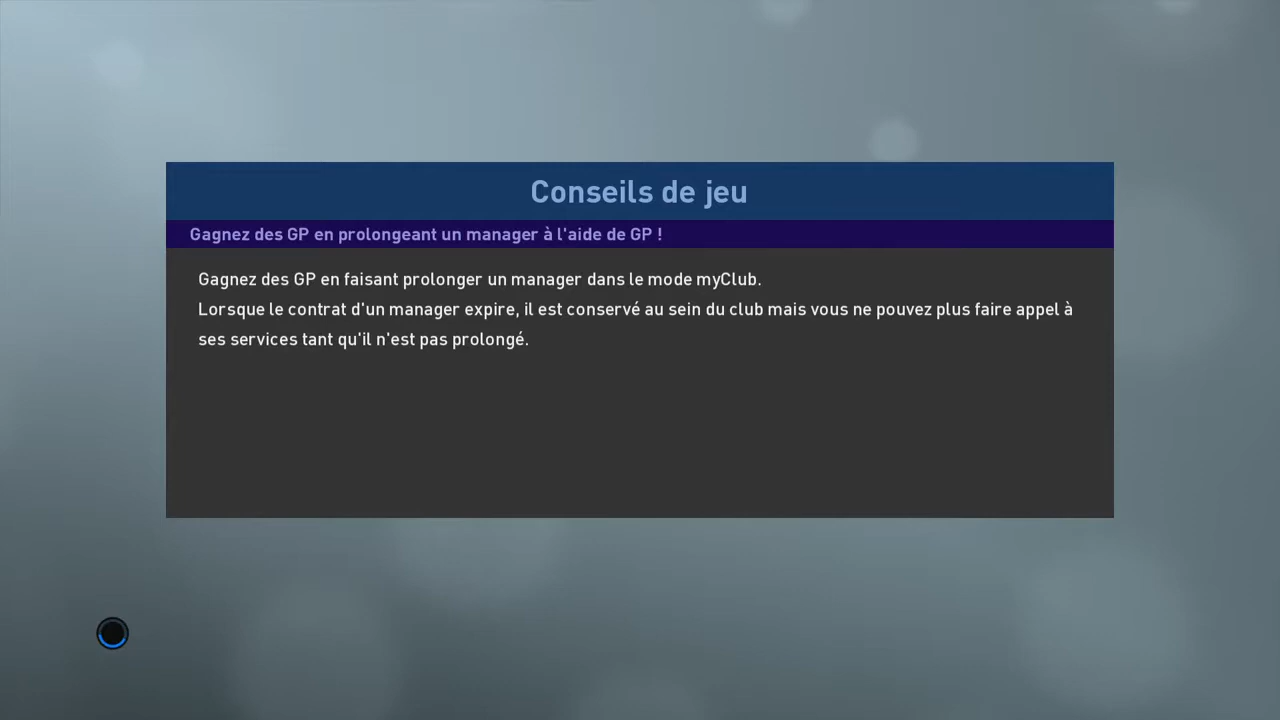 Conseils de jeu
Gagnez des GP en prolongeant un manager à l'aide de GP !
Gagnez des GP en faisant prolonger un manager dans le mode myClub.
Lorsque le contrat d'un manager expire, il est conservé au sein du club mais vous ne pouvez plus faire appel à
ses services tant qu'il n'est pas prolongé.